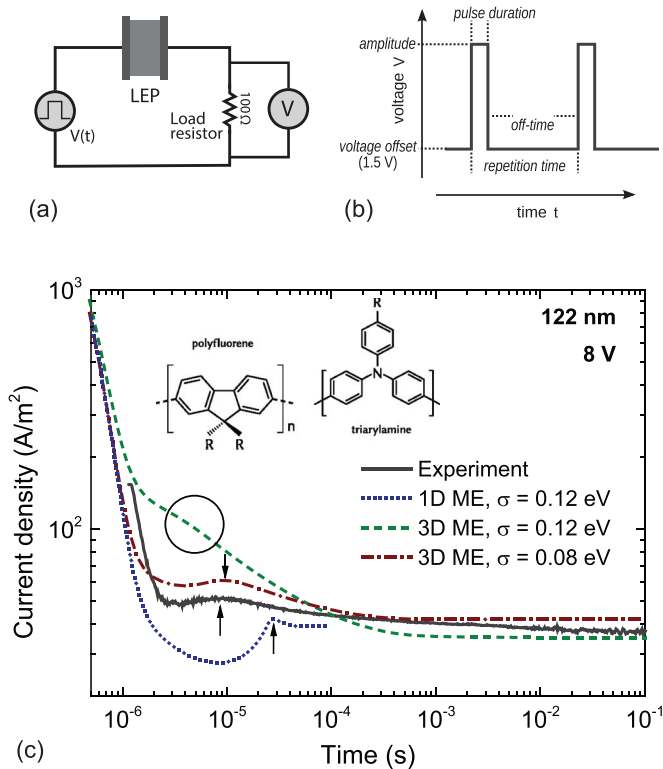 LEP
V(t)
Load
resistor
100Ω
V
(a)
pulse duration
amplitude
voltage V
off-time
voltage offset
(1.5 V)
repetition time
time t
(b)
Current density (A/m²)
10³
10²
122 nm
8 V
polyfluorene
R
R
n
R
N
triarylamine
Experiment
1D ME, σ = 0.12 eV
3D ME, σ = 0.12 eV
3D ME, σ = 0.08 eV
10⁻⁶
10⁻⁵
10⁻⁴
10⁻³
10⁻²
10⁻¹
Time (s)
(c)